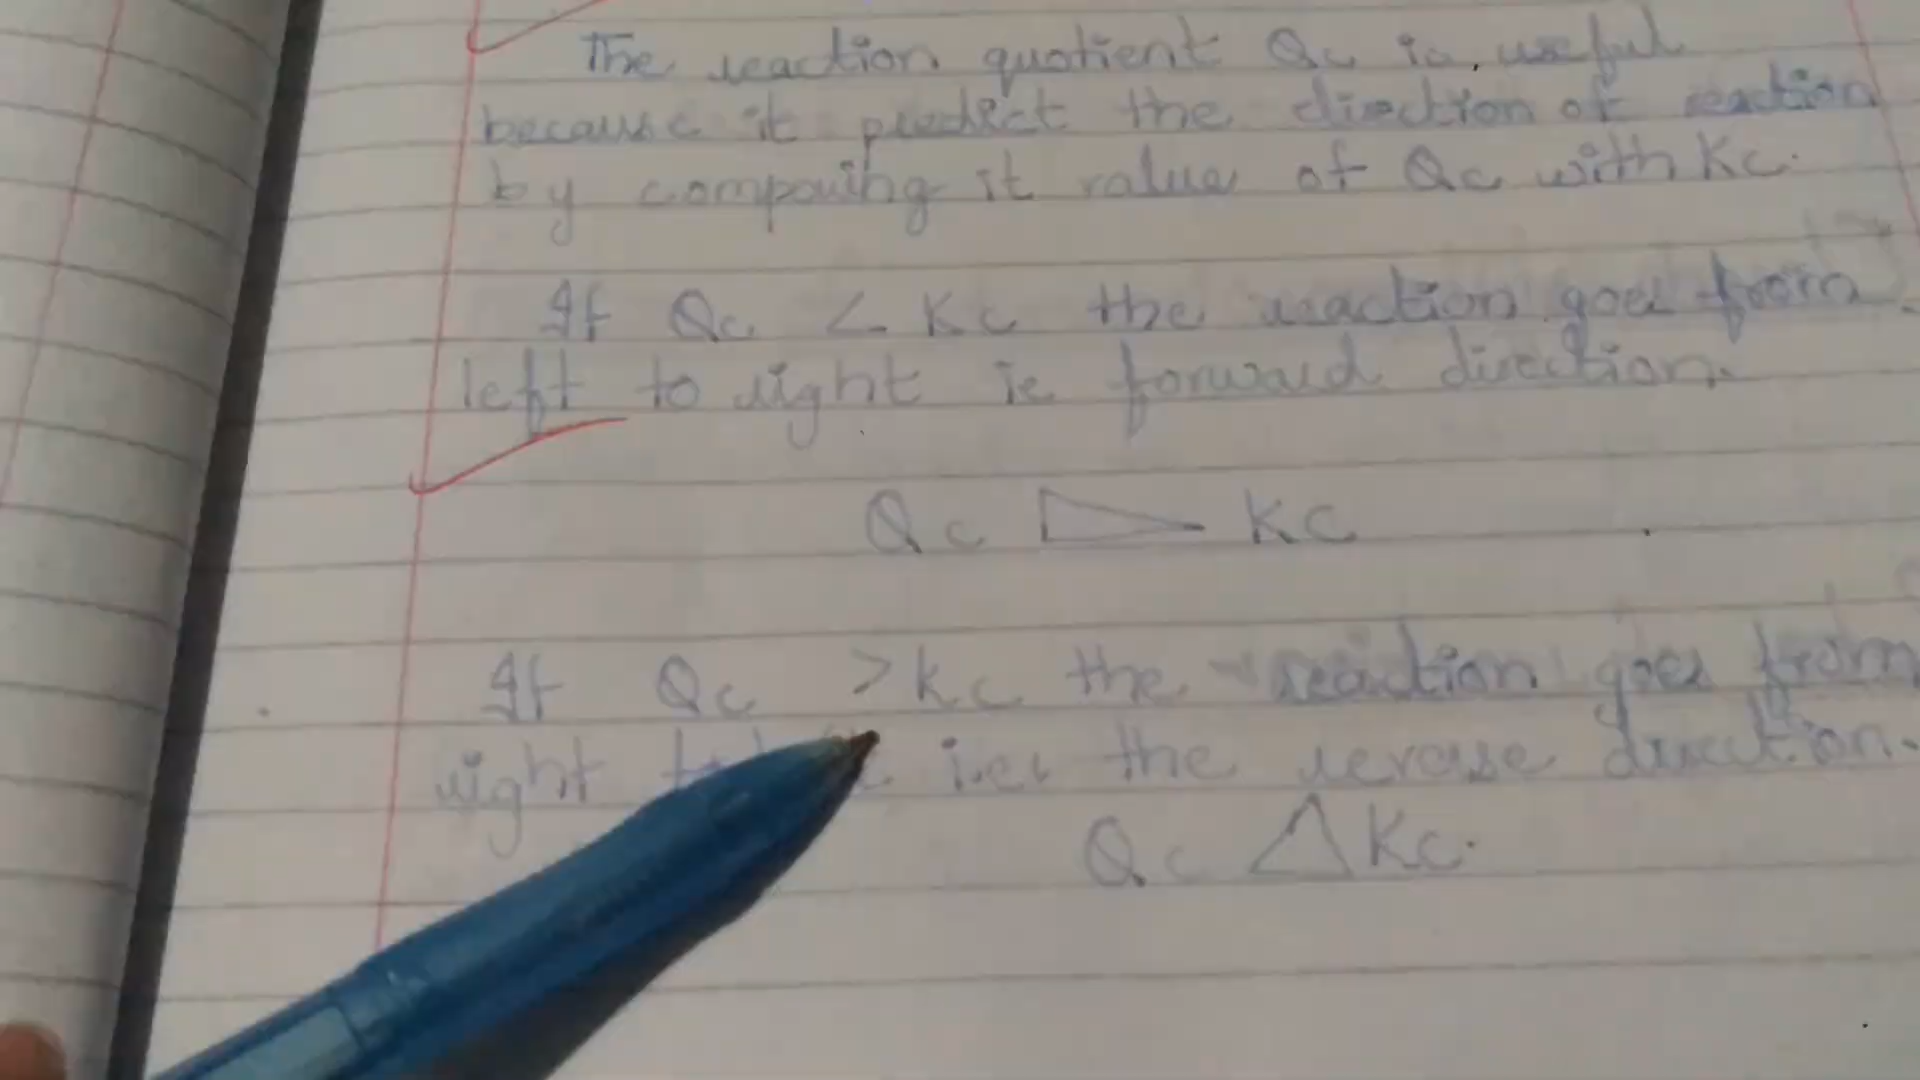 The reaction quotient Qc is useful
because it predict the direction of reaction
by comparing it value of Qc with Kc.
If Qc < Kc the reaction goes from
left to right ie forward direction.
Qc Kc
If Qc > Kc the reaction goes from
right i.e. the reverse direction.
Qc Kc.